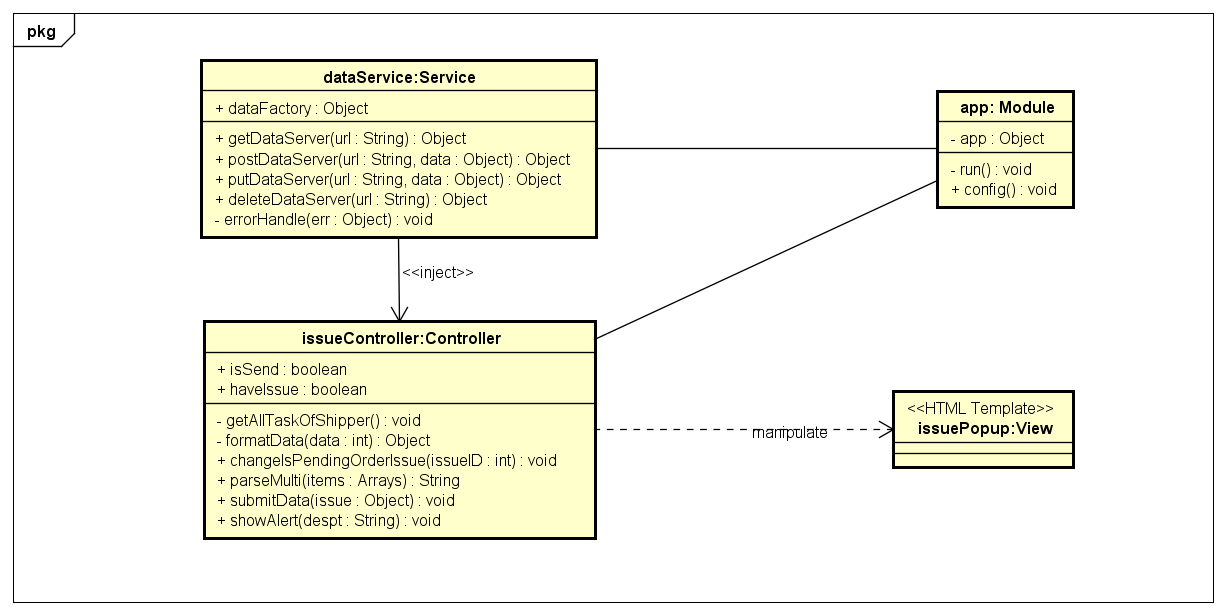 pkg
dataService:Service
+ dataFactory : Object
+ getDataServer(url : String) : Object
+ postDataServer(url : String, data : Object) : Object
+ putDataServer(url : String, data : Object) : Object
+ deleteDataServer(url : String) : Object
- errorHandle(err : Object) : void
app: Module
- app : Object
- run() : void
+ config() : void
<<inject>>
issueController:Controller
+ isSend : boolean
+ haveIssue : boolean
- getAllTaskOfShipper() : void
- formatData(data : int) : Object
+ changeIsPendingOrderIssue(issueID : int) : void
+ parseMulti(items : Arrays) : String
+ submitData(issue : Object) : void
+ showAlert(despt : String) : void
manipulate
<<HTML Template>>
issuePopup:View